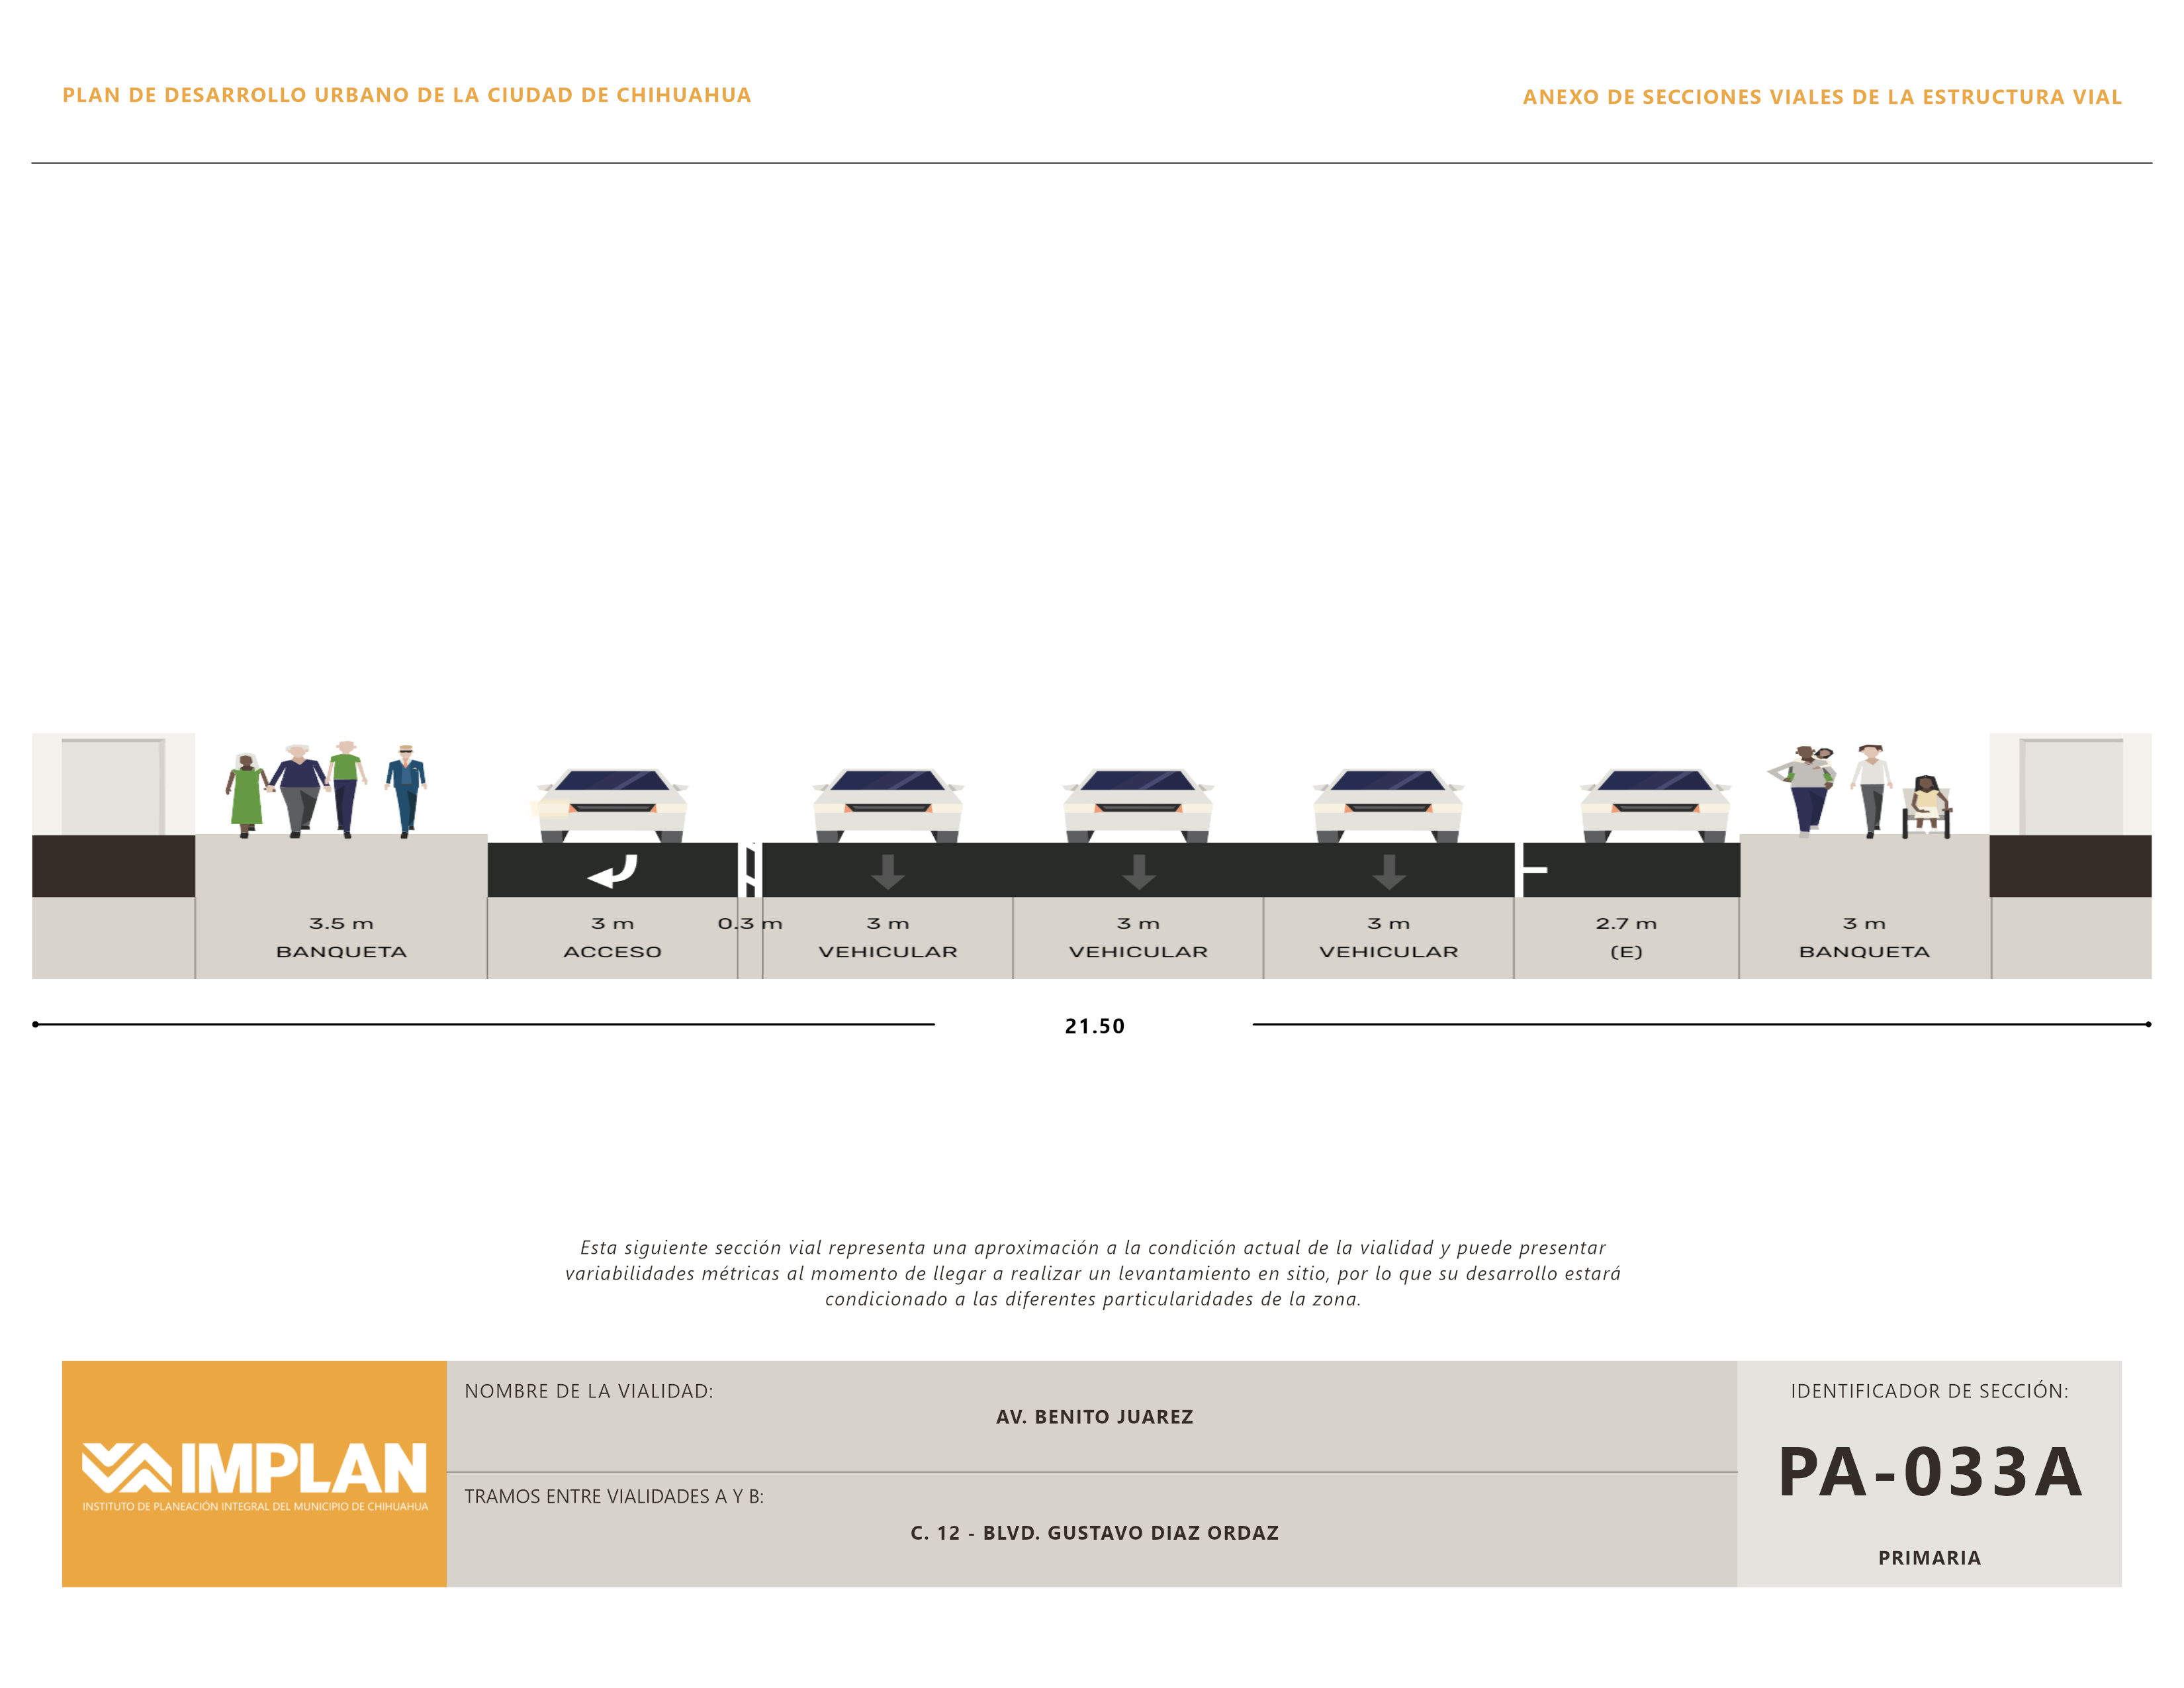 PLAN DE DESARROLLO URBANO DE LA CIUDAD DE CHIHUAHUA
ANEXO DE SECCIONES VIALES DE LA ESTRUCTURA VIAL
3.5 m 3 m 0.3 m 3 m 3 m 3 m 2.7 m 3 m
BANQUETA ACCESO VEHICULAR VEHICULAR VEHICULAR (E) BANQUETA
21.50
Esta siguiente sección vial representa una aproximación a la condición actual de la vialidad y puede presentar
variabilidades métricas al momento de llegar a realizar un levantamiento en sitio, por lo que su desarrollo estará
condicionado a las diferentes particularidades de la zona.
IMPLAN
INSTITUTO DE PLANEACIÓN INTEGRAL DEL MUNICIPIO DE CHIHUAHUA
NOMBRE DE LA VIALIDAD:
AV. BENITO JUAREZ
TRAMOS ENTRE VIALIDADES A Y B:
C. 12 - BLVD. GUSTAVO DIAZ ORDAZ
IDENTIFICADOR DE SECCIÓN:
PA-033A
PRIMARIA